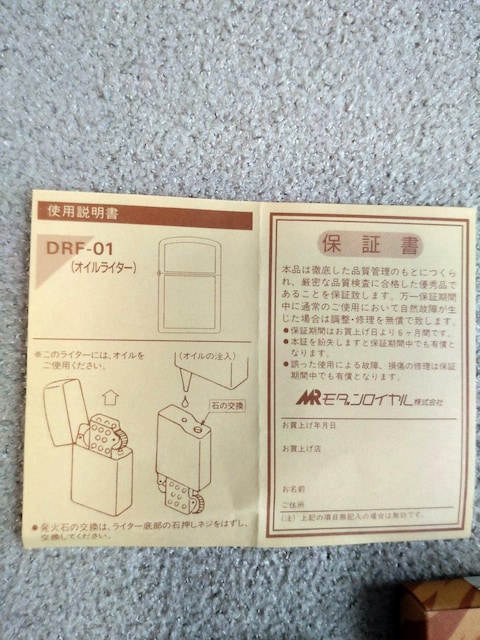 使用説明書
DRF-01
(オイルライター)
※このライターには、オイルを
ご使用ください。
(オイルの注入)
石の交換
●発火石の交換は、ライター底部の石押しネジをはずし、
交換してください。
保証書
本品は徹底した品質管理のもとにつくら
れ、厳密な品質検査に合格した優秀品で
あることを保証致します。万一保証期間
中に通常のご使用において自然故障が生
じた場合は調整・修理を無償で致します。
●保証期間はお買上げ日より6ヶ月間です。
●本証を紛失しますと保証期間中でも有償と
なります。
●誤った使用による故障、損傷の修理は保証
期間中でも有償となります。
MRモダンロイヤル株式会社
お買上げ年月日
お買上げ店
お名前
ご住所
(注)上記の項目無記入の場合は無効です。